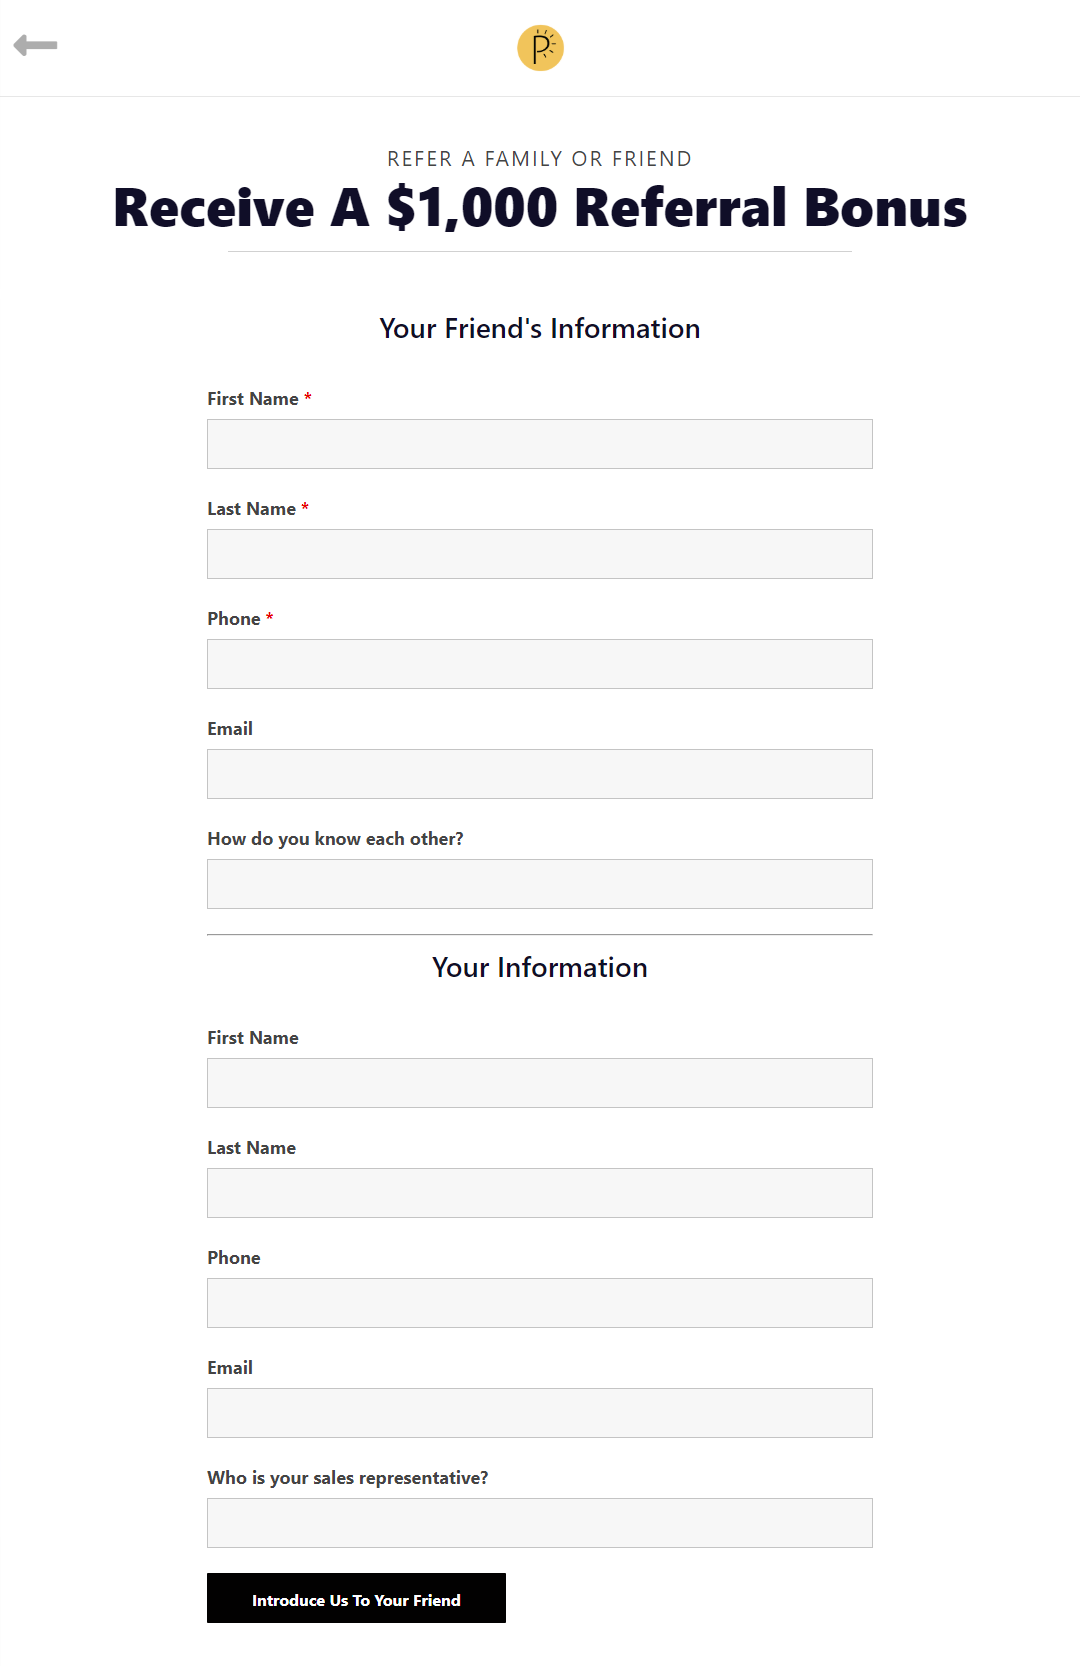 P
REFER A FAMILY OR FRIEND
Receive A $1,000 Referral Bonus
Your Friend's Information
First Name *
Last Name *
Phone *
Email
How do you know each other?
Your Information
First Name
Last Name
Phone
Email
Who is your sales representative?
Introduce Us To Your Friend